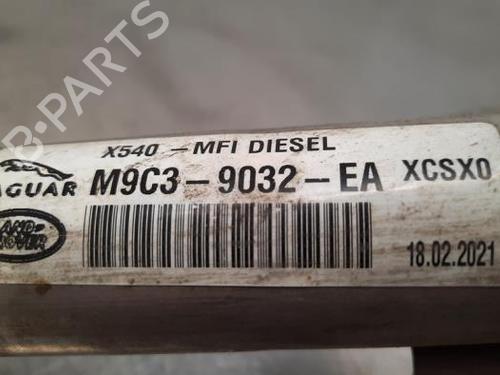 B-PARTS
X540 - MFI DIESEL
JAGUAR M9C3-9032-EA XCSX0
LAND-ROVER
18.02.2021